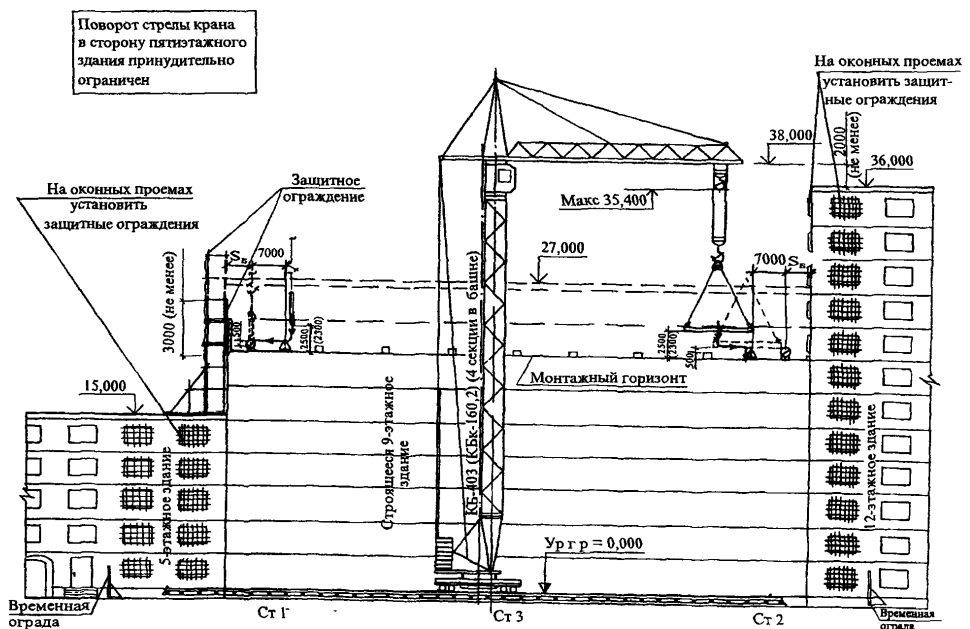 Поворот стрелы крана
в сторону пятиэтажного
здания принудительно
ограничен
На оконных проемах
установить защит-
ные ограждения
38,000
2000
(не менее)
36,000
Защитное
ограждение
На оконных проемах
установить
защитные ограждения
Макс 35,400
Sв
7000
27,000
7000
Sв
3000 (не менее)
2500
2500
(2300)
2500
(2300)
500
Монтажный горизонт
15,000
5-этажное здание
Строящееся 9-этажное
здание
КБ-403 (КБк-160,2) (4 секции в башне)
12-этажное здание
Ур г р = 0,000
Временная
ограда
Ст 1
Ст 3
Ст 2
Временная
ограда